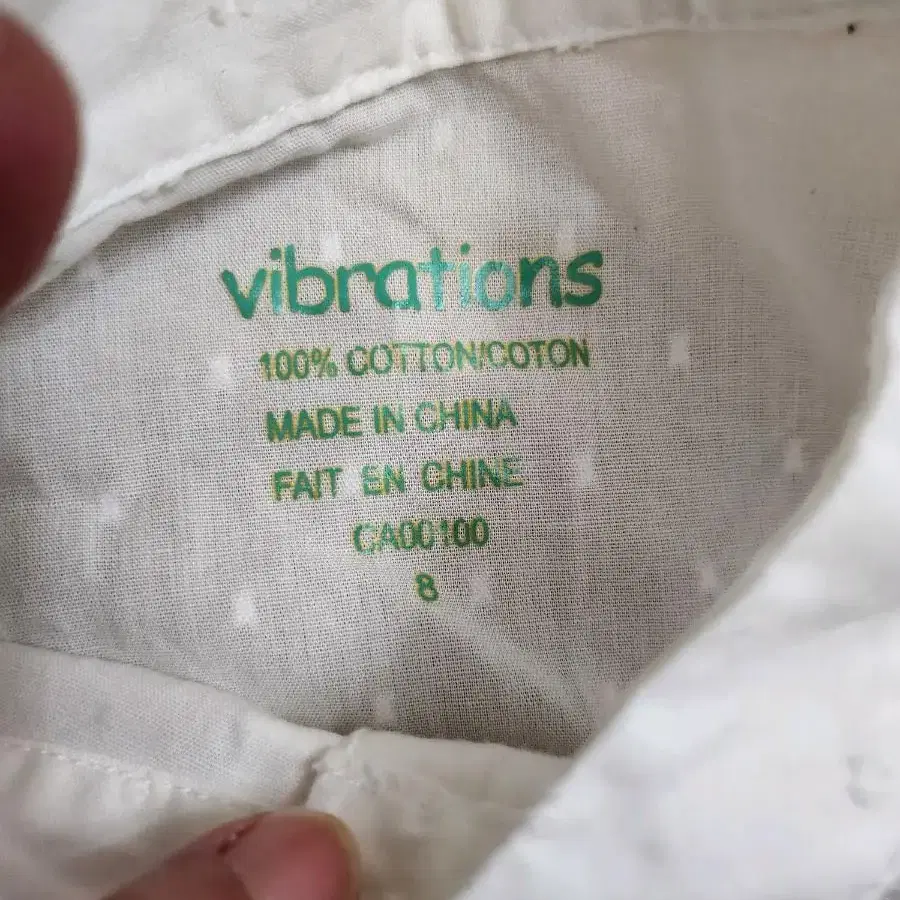 vibrations
100% COTTON/COTON
MADE IN CHINA
FAIT EN CHINE
CA00100
8